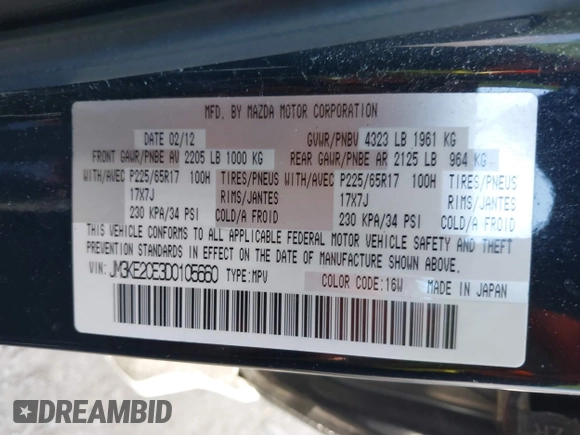 MFD. BY MAZDA MOTOR CORPORATION
DATE 02/12 GVWR/PNBV 4323 LB 1961 KG
FRONT GAWR/PNBE AV 2205 LB 1000 KG REAR GAWR/PNBE AR 2125 LB 964 KG
WITH/AVEC P225/65R17 100H TIRES/PNEUS WITH/AVEC P225/65R17 100H TIRES/PNEUS
17X7J RIMS/JANTES 17X7J RIMS/JANTES
230 KPA/34 PSI COLD/A FROID 230 KPA/34 PSI COLD/A FROID
THIS VEHICLE CONFORMS TO ALL APPLICABLE FEDERAL MOTOR VEHICLE SAFETY AND THEFT
PREVENTION STANDARDS IN EFFECT ON THE DATE OF MANUFACTURE SHOWN ABOVE.
VIN: JM3KE2CE3D0105660 TYPE: MPV COLOR CODE: 16W MADE IN JAPAN
DREAMBID